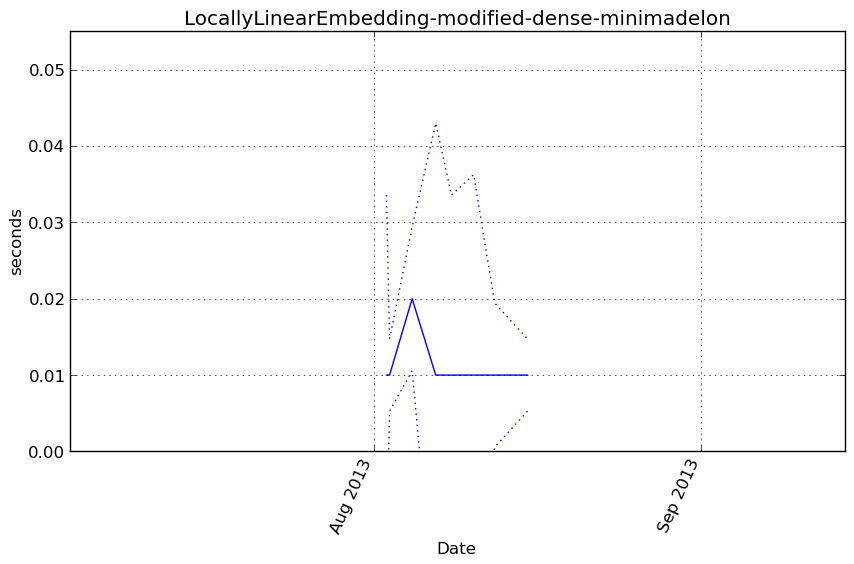 LocallyLinearEmbedding-modified-dense-minimadelon
0.05
0.04
0.03
0.02
0.01
0.00
seconds
Aug 2013
Sep 2013
Date